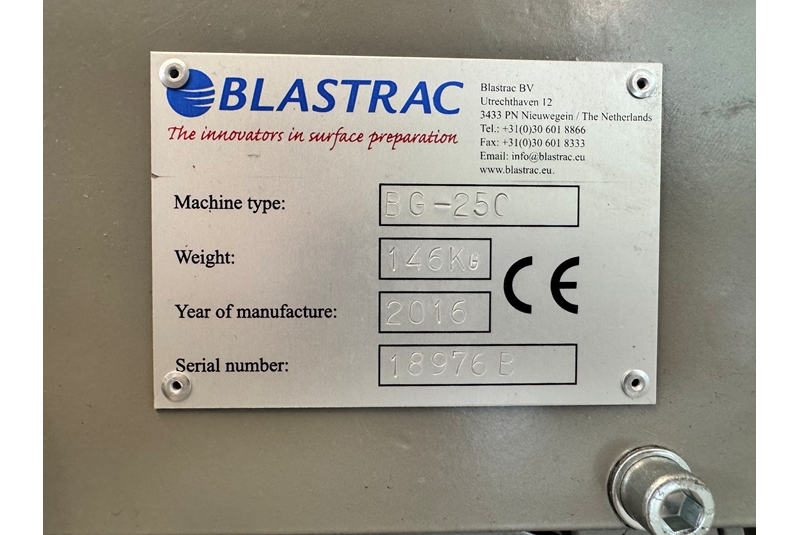 BLASTRAC
The innovators in surface preparation
Blastrac BV
Utrechthaven 12
3433 PN Nieuwegein / The Netherlands
Tel.: +31(0)30 601 8866
Fax: +31(0)30 601 8333
Email: info@blastrac.eu
www.blastrac.eu.
Machine type: BG-250
Weight: 146KG
CE
Year of manufacture: 2016
Serial number: 18976 B